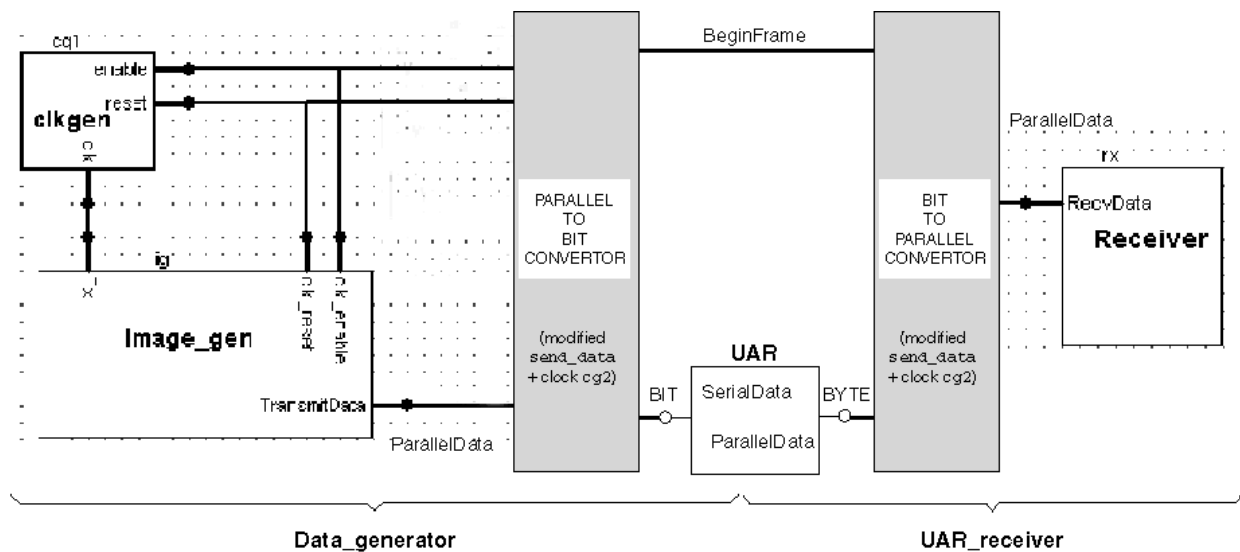 cg1
enable
reset
clkgen
clk
BeginFrame
ParallelData
rx
RecvData
Receiver
PARALLEL
TO
BIT
CONVERTOR
BIT
TO
PARALLEL
CONVERTOR
ig
clk_reset
clk_enable
Image_gen
TransmitData
ParallelData
(modified
send_data
+ clock cg2)
UAR
BIT
SerialData
BYTE
ParallelData
(modified
send_data
+ clock cg2)
Data_generator
UAR_receiver